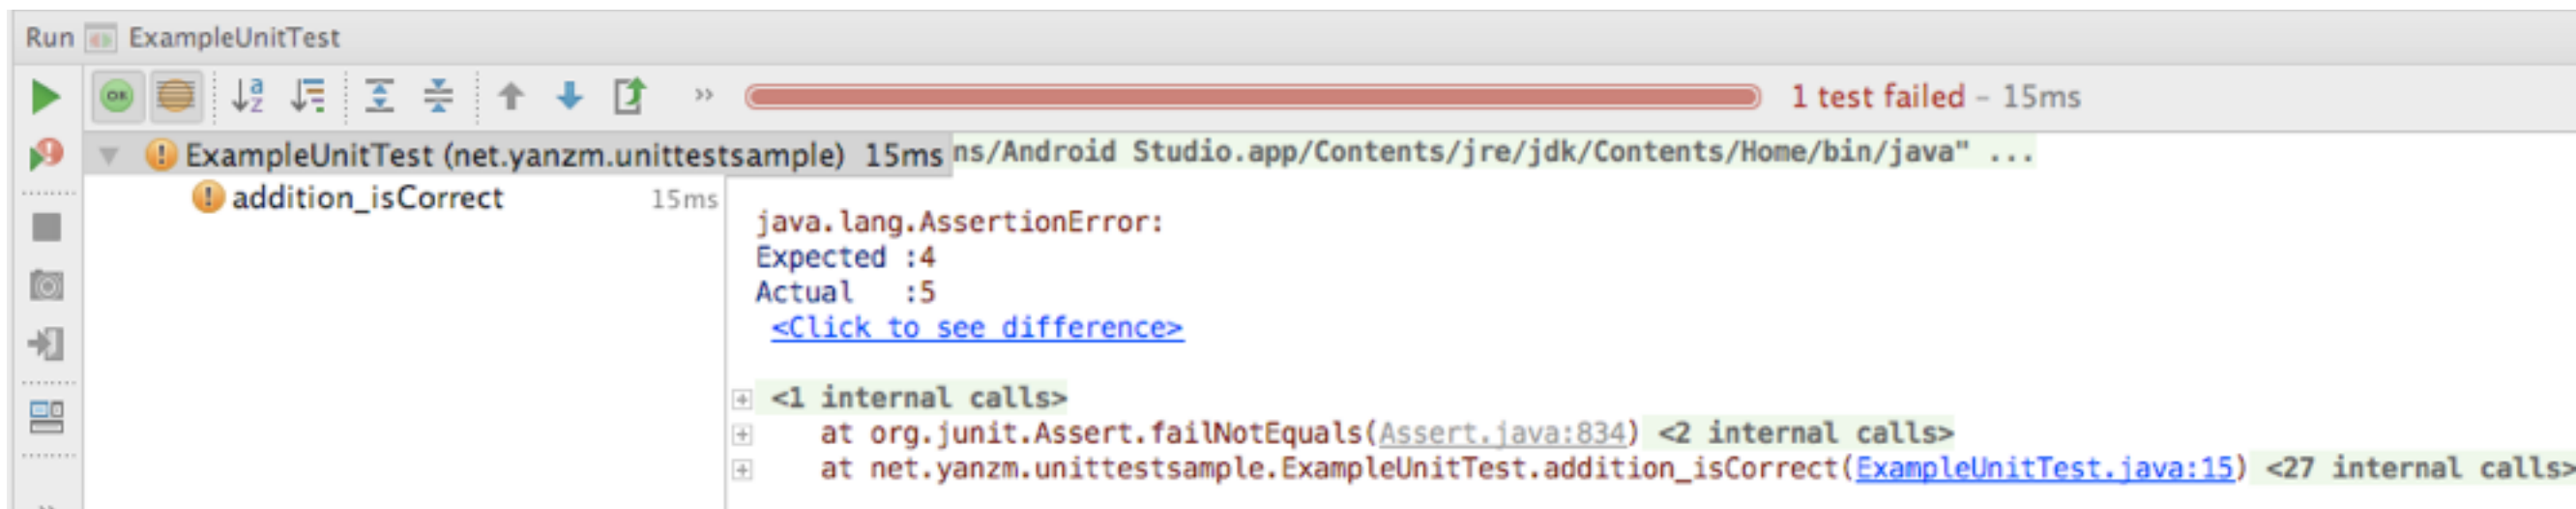 Run ExampleUnitTest
OK
a
z
»
1 test failed – 15ms
ExampleUnitTest (net.yanzm.unittestsample) 15ms
ns/Android Studio.app/Contents/jre/jdk/Contents/Home/bin/java" ...
addition_isCorrect 15ms
java.lang.AssertionError:
Expected :4
Actual   :5
<Click to see difference>
<1 internal calls>
at org.junit.Assert.failNotEquals(Assert.java:834) <2 internal calls>
at net.yanzm.unittestsample.ExampleUnitTest.addition_isCorrect(ExampleUnitTest.java:15) <27 internal calls>